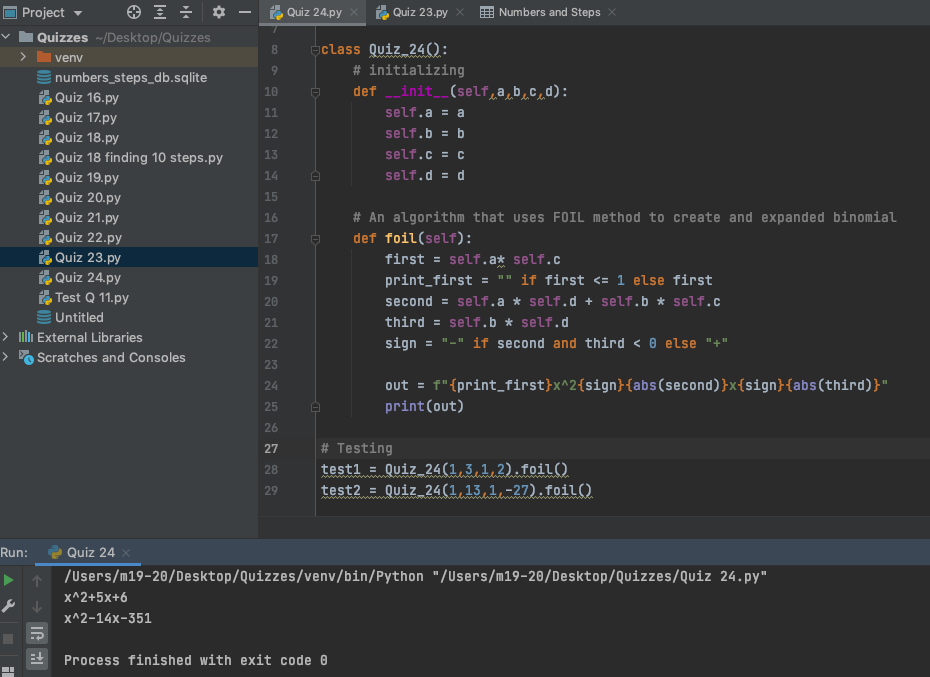 Project
Quiz 24.py
Quiz 23.py
Numbers and Steps
Quizzes ~/Desktop/Quizzes
venv
numbers_steps_db.sqlite
Quiz 16.py
Quiz 17.py
Quiz 18.py
Quiz 18 finding 10 steps.py
Quiz 19.py
Quiz 20.py
Quiz 21.py
Quiz 22.py
Quiz 23.py
Quiz 24.py
Test Q 11.py
Untitled
External Libraries
Scratches and Consoles
7
8 class Quiz_24():
9 # initializing
10 def __init__(self,a,b,c,d):
11 self.a = a
12 self.b = b
13 self.c = c
14 self.d = d
15
16 # An algorithm that uses FOIL method to create and expanded binomial
17 def foil(self):
18 first = self.a* self.c
19 print_first = "" if first <= 1 else first
20 second = self.a * self.d + self.b * self.c
21 third = self.b * self.d
22 sign = "-" if second and third < 0 else "+"
23
24 out = f"{print_first}x^2{sign}{abs(second)}x{sign}{abs(third)}"
25 print(out)
26
27 # Testing
28 test1 = Quiz_24(1,3,1,2).foil()
29 test2 = Quiz_24(1,13,1,-27).foil()
Run: Quiz 24
/Users/m19-20/Desktop/Quizzes/venv/bin/Python "/Users/m19-20/Desktop/Quizzes/Quiz 24.py"
x^2+5x+6
x^2-14x-351
Process finished with exit code 0